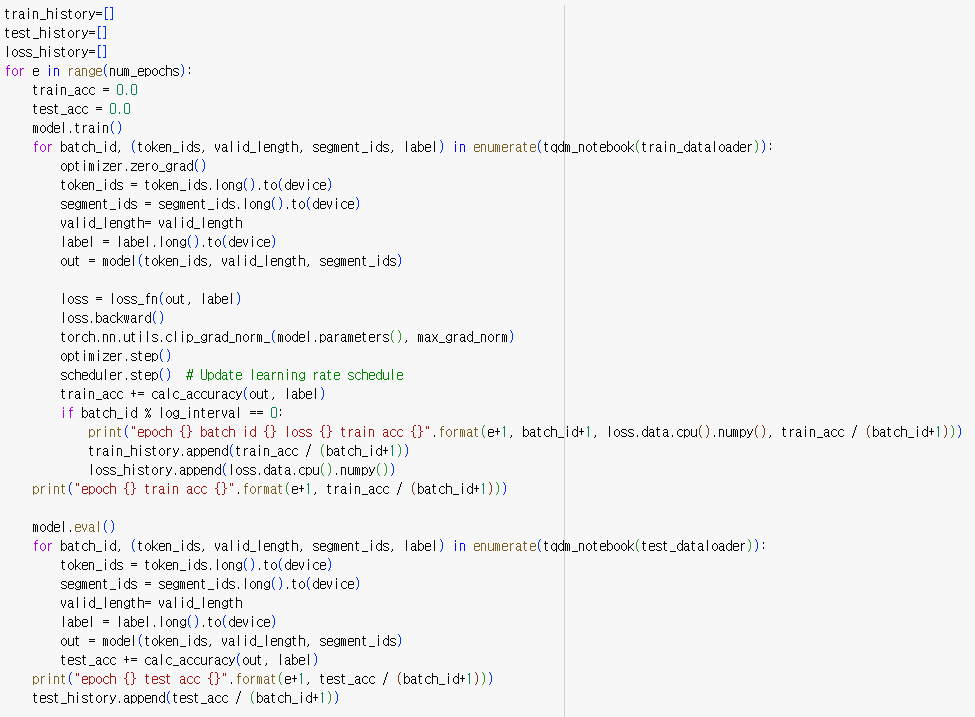 train_history=[]
test_history=[]
loss_history=[]
for e in range(num_epochs):
    train_acc = 0.0
    test_acc = 0.0
    model.train()
    for batch_id, (token_ids, valid_length, segment_ids, label) in enumerate(tqdm_notebook(train_dataloader)):
        optimizer.zero_grad()
        token_ids = token_ids.long().to(device)
        segment_ids = segment_ids.long().to(device)
        valid_length= valid_length
        label = label.long().to(device)
        out = model(token_ids, valid_length, segment_ids)

        loss = loss_fn(out, label)
        loss.backward()
        torch.nn.utils.clip_grad_norm_(model.parameters(), max_grad_norm)
        optimizer.step()
        scheduler.step()  # Update learning rate schedule
        train_acc += calc_accuracy(out, label)
        if batch_id % log_interval == 0:
            print("epoch {} batch id {} loss {} train acc {}".format(e+1, batch_id+1, loss.data.cpu().numpy(), train_acc / (batch_id+1)))
            train_history.append(train_acc / (batch_id+1))
            loss_history.append(loss.data.cpu().numpy())
    print("epoch {} train acc {}".format(e+1, train_acc / (batch_id+1)))

    model.eval()
    for batch_id, (token_ids, valid_length, segment_ids, label) in enumerate(tqdm_notebook(test_dataloader)):
        token_ids = token_ids.long().to(device)
        segment_ids = segment_ids.long().to(device)
        valid_length= valid_length
        label = label.long().to(device)
        out = model(token_ids, valid_length, segment_ids)
        test_acc += calc_accuracy(out, label)
    print("epoch {} test acc {}".format(e+1, test_acc / (batch_id+1)))
    test_history.append(test_acc / (batch_id+1))